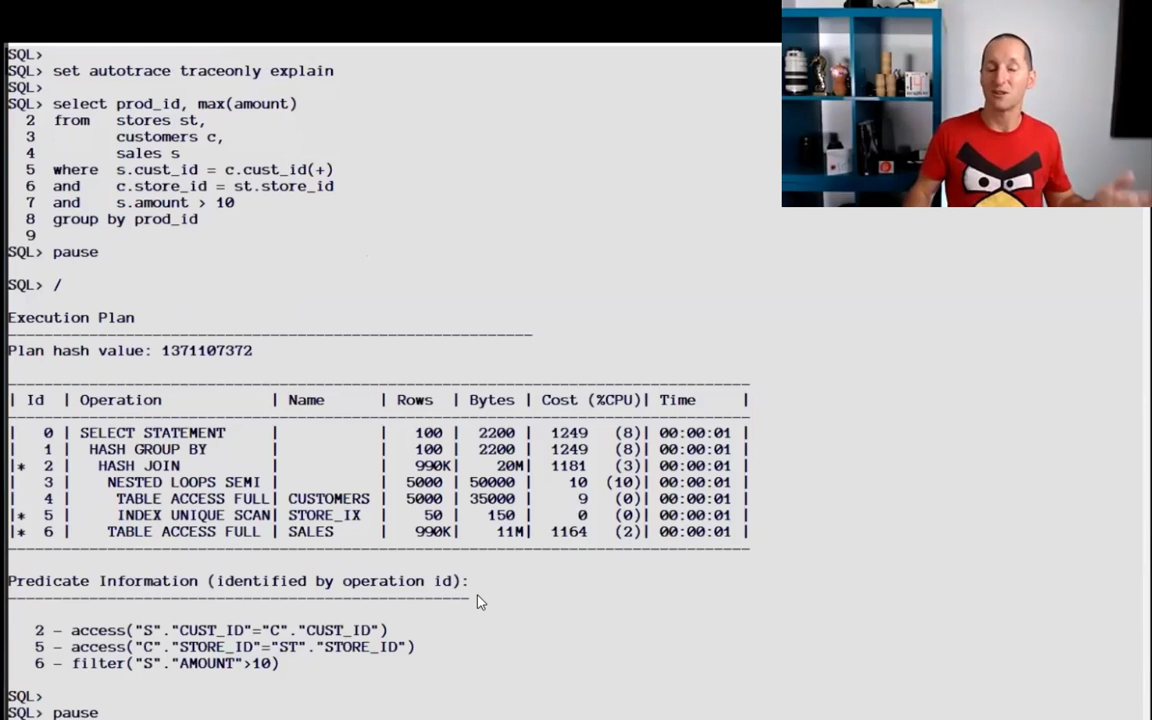 SQL>
SQL> set autotrace traceonly explain
SQL>
SQL> select prod_id, max(amount)
  2  from   stores st,
  3         customers c,
  4         sales s
  5  where  s.cust_id = c.cust_id(+)
  6  and    c.store_id = st.store_id
  7  and    s.amount > 10
  8  group by prod_id
  9
SQL> pause
SQL> /
Execution Plan
Plan hash value: 1371107372
| Id  | Operation            | Name      | Rows  | Bytes | Cost (%CPU)| Time     |
|   0 | SELECT STATEMENT     |           |   100 |  2200 |  1249   (8)| 00:00:01 |
|   1 |  HASH GROUP BY       |           |   100 |  2200 |  1249   (8)| 00:00:01 |
|*  2 |   HASH JOIN          |           |   990K|    20M|  1181   (3)| 00:00:01 |
|   3 |    NESTED LOOPS SEMI |           |  5000 | 50000 |    10  (10)| 00:00:01 |
|   4 |     TABLE ACCESS FULL| CUSTOMERS |  5000 | 35000 |     9   (0)| 00:00:01 |
|*  5 |     INDEX UNIQUE SCAN| STORE_IX  |    50 |   150 |     0   (0)| 00:00:01 |
|*  6 |    TABLE ACCESS FULL | SALES     |   990K|    11M|  1164   (2)| 00:00:01 |
Predicate Information (identified by operation id):
   2 - access("S"."CUST_ID"="C"."CUST_ID")
   5 - access("C"."STORE_ID"="ST"."STORE_ID")
   6 - filter("S"."AMOUNT">10)
SQL>
SQL> pause